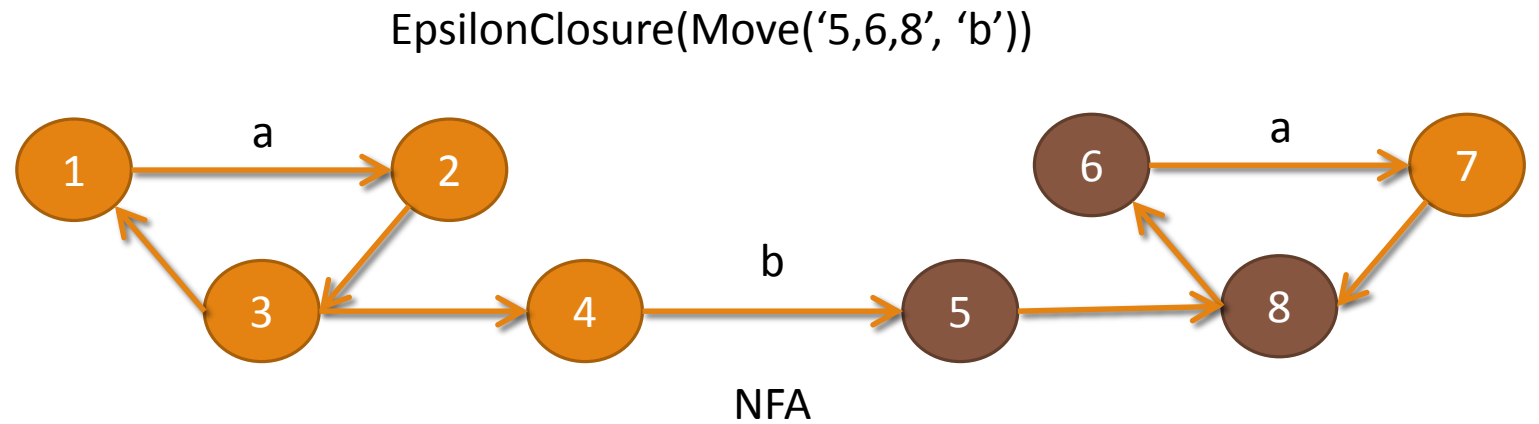 EpsilonClosure(Move(‘5,6,8’, ‘b’))
a
a
1
2
6
7
b
3
4
5
8
NFA